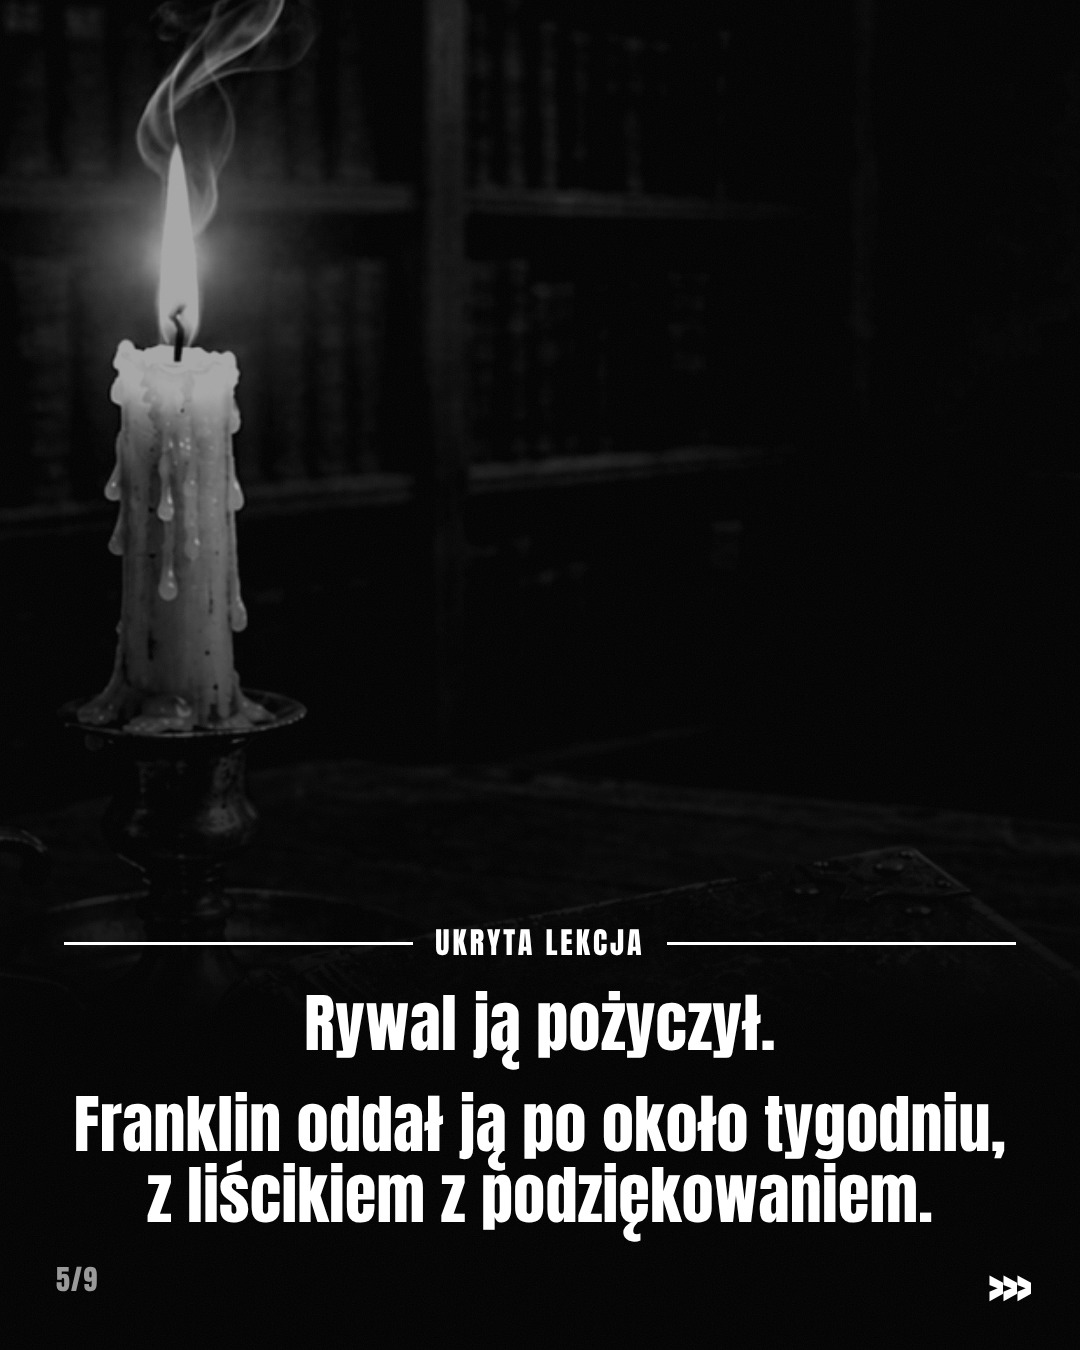 UKRYTA LEKCJA
Rywal ją pożyczył.
Franklin oddał ją po około tygodniu,
z liścikiem z podziękowaniem.
5/9
>>>